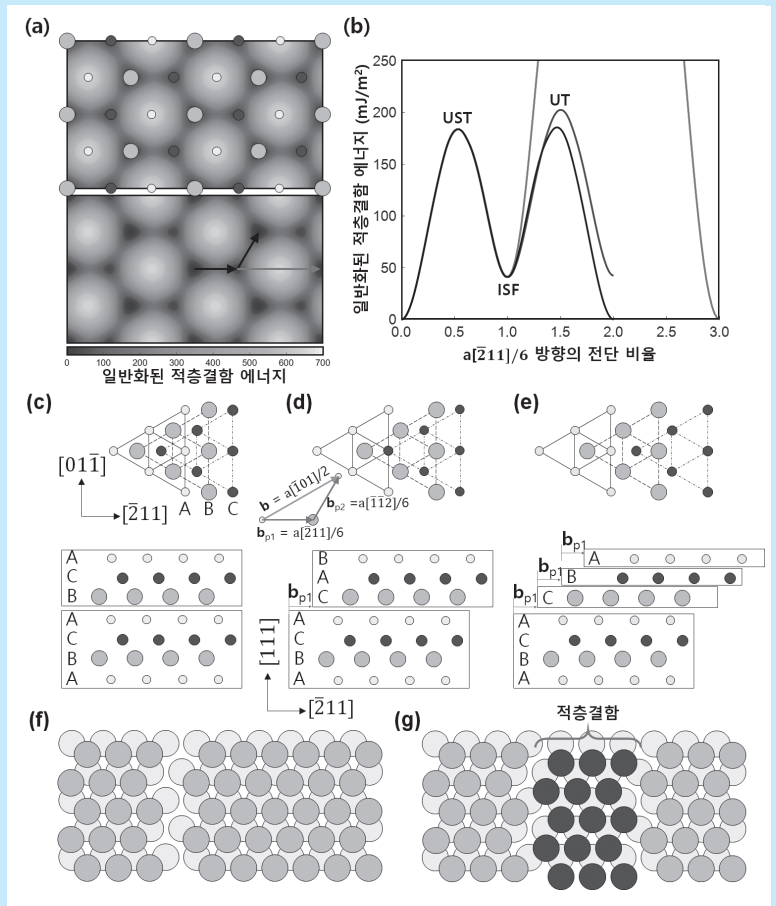 (a)
0 100 200 300 400 500 600 700
일반화된 적층결함 에너지
(b)
일반화된 적층결함 에너지 (mJ/m²)
250
200
150
100
50
0
UST
UT
ISF
0.0 0.5 1.0 1.5 2.0 3.0
a[2̅11]/6 방향의 전단 비율
(c)
[011̅]
[2̅11]
A B C
A
C
B
A
C
B
A
(d)
b = a[1̅01]/2
b_p2 =a[1̅12̅]/6
b_p1 = a[2̅11]/6
B
A
b_p1 C
A
C
B
A
[111]
[2̅11]
(e)
b_p1
A
b_p1 B
b_p1 C
A
C
B
A
(f)
(g)
적층결함